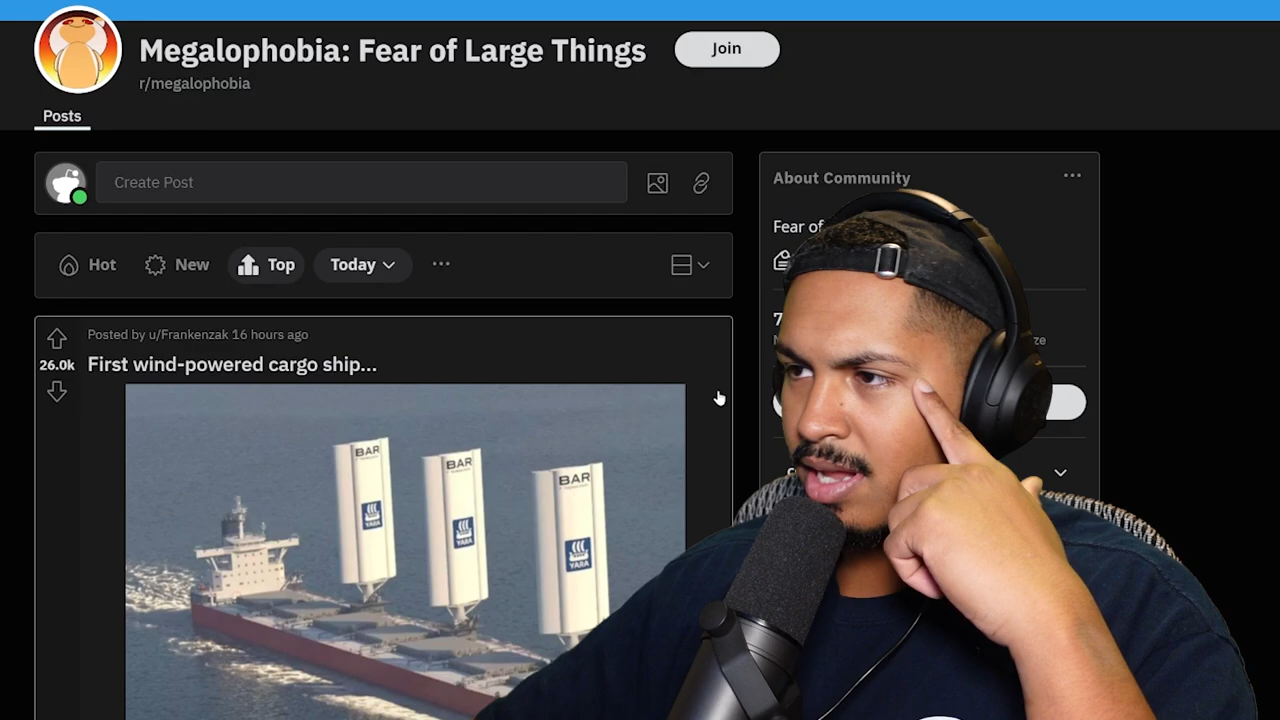 Megalophobia: Fear of Large Things
Join
r/megalophobia
Posts
Create Post
About Community
Fear of
Hot
New
Top
Today
Posted by u/Frankenzak 16 hours ago
26.0k
First wind-powered cargo ship...
BAR
BAR
BAR
YARA
YARA
YARA